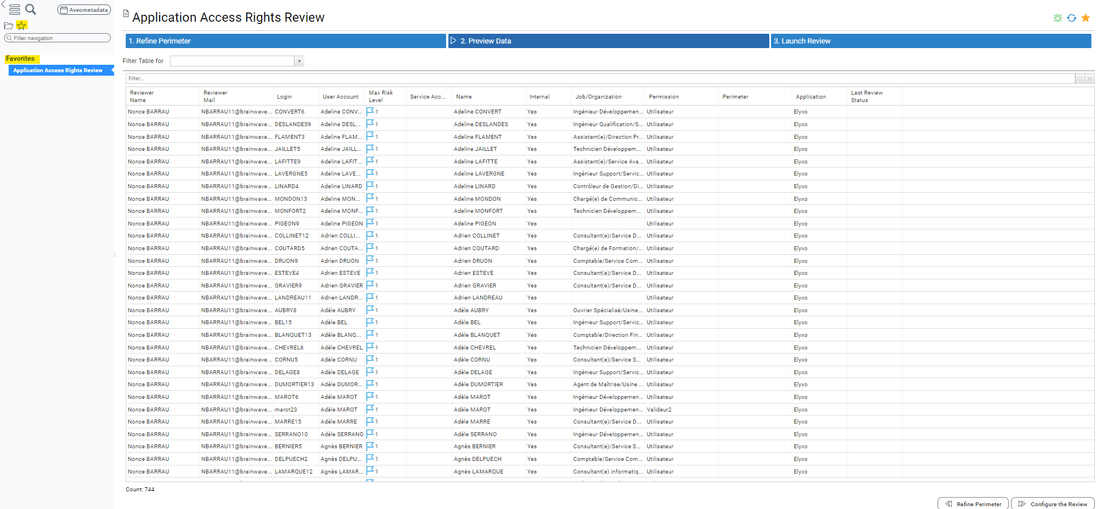 Avecmetadata
Application Access Rights Review
Filter navigation
Favorites
Application Access Rights Review
1. Refine Perimeter 2. Preview Data 3. Launch Review
Filter Table for
Filter...
Reviewer Name Reviewer Mail Login User Account Max Risk Level Service Acc... Name Internal Job/Organization Permission Perimeter Application Last Review Status
Nonce BARRAU NBARRAU11@brainwave... CONVERT6 Adeline CONV... 1 Adeline CONVERT Yes Ingénieur Développemen... Utilisateur Elyxo
Nonce BARRAU NBARRAU11@brainwave... DESLANDES9 Adeline DESL... 1 Adeline DESLANDES Yes Ingénieur Qualification/S... Utilisateur Elyxo
Nonce BARRAU NBARRAU11@brainwave... FLAMENT3 Adeline FLAM... 1 Adeline FLAMENT Yes Assistant(e)/Direction Pr... Utilisateur Elyxo
Nonce BARRAU NBARRAU11@brainwave... JAILLET5 Adeline JAILL... 1 Adeline JAILLET Yes Technicien Développem... Utilisateur Elyxo
Nonce BARRAU NBARRAU11@brainwave... LAFITTE9 Adeline LAFIT... 1 Adeline LAFITTE Yes Assistant(e)/Service Ava... Utilisateur Elyxo
Nonce BARRAU NBARRAU11@brainwave... LAVERGNE5 Adeline LAVE... 1 Adeline LAVERGNE Yes Ingénieur Support/Servic... Utilisateur Elyxo
Nonce BARRAU NBARRAU11@brainwave... LINARD4 Adeline LINARD 1 Adeline LINARD Yes Contrôleur de Gestion/Di... Utilisateur Elyxo
Nonce BARRAU NBARRAU11@brainwave... MONDON13 Adeline MON... 1 Adeline MONDON Yes Chargé(e) de Communic... Utilisateur Elyxo
Nonce BARRAU NBARRAU11@brainwave... MONFORT2 Adeline MONF... 1 Adeline MONFORT Yes Technicien Développem... Utilisateur Elyxo
Nonce BARRAU NBARRAU11@brainwave... PIGEON9 Adeline PIGEON 1 Adeline PIGEON Yes Utilisateur Elyxo
Nonce BARRAU NBARRAU11@brainwave... COLLINET12 Adrien COLLI... 1 Adrien COLLINET Yes Consultant(e)/Service D... Utilisateur Elyxo
Nonce BARRAU NBARRAU11@brainwave... COUTARD5 Adrien COUTA... 1 Adrien COUTARD Yes Chargé(e) de Formation/... Utilisateur Elyxo
Nonce BARRAU NBARRAU11@brainwave... DRUON9 Adrien DRUON 1 Adrien DRUON Yes Comptable/Service Com... Utilisateur Elyxo
Nonce BARRAU NBARRAU11@brainwave... ESTEVE4 Adrien ESTEVE 1 Adrien ESTEVE Yes Consultant(e)/Service D... Utilisateur Elyxo
Nonce BARRAU NBARRAU11@brainwave... GRAVIER9 Adrien GRAVIER 1 Adrien GRAVIER Yes Consultant(e)/Service D... Utilisateur Elyxo
Nonce BARRAU NBARRAU11@brainwave... LANDREAU11 Adrien LANDR... 1 Adrien LANDREAU Yes Utilisateur Elyxo
Nonce BARRAU NBARRAU11@brainwave... AUBRY8 Adèle AUBRY 1 Adèle AUBRY Yes Ouvrier Spécialisé/Usine... Utilisateur Elyxo
Nonce BARRAU NBARRAU11@brainwave... BEL15 Adèle BEL 1 Adèle BEL Yes Ingénieur Support/Servic... Utilisateur Elyxo
Nonce BARRAU NBARRAU11@brainwave... BLANQUET13 Adèle BLANQ... 1 Adèle BLANQUET Yes Comptable/Direction Fin... Utilisateur Elyxo
Nonce BARRAU NBARRAU11@brainwave... CHEVREL6 Adèle CHEVREL 1 Adèle CHEVREL Yes Technicien Développem... Utilisateur Elyxo
Nonce BARRAU NBARRAU11@brainwave... CORNU5 Adèle CORNU 1 Adèle CORNU Yes Consultant(e)/Service S... Utilisateur Elyxo
Nonce BARRAU NBARRAU11@brainwave... DELAGE8 Adèle DELAGE 1 Adèle DELAGE Yes Ingénieur Support/Servic... Utilisateur Elyxo
Nonce BARRAU NBARRAU11@brainwave... DUMORTIER13 Adèle DUMOR... 1 Adèle DUMORTIER Yes Agent de Maîtrise/Usine ... Utilisateur Elyxo
Nonce BARRAU NBARRAU11@brainwave... MAROT6 Adèle MAROT 1 Adèle MAROT Yes Ingénieur Développemen... Utilisateur Elyxo
Nonce BARRAU NBARRAU11@brainwave... marot23 Adèle MAROT 1 Adèle MAROT Yes Ingénieur Développemen... Valideur2 Elyxo
Nonce BARRAU NBARRAU11@brainwave... MARRE15 Adèle MARRE 1 Adèle MARRE Yes Consultant(e)/Service D... Utilisateur Elyxo
Nonce BARRAU NBARRAU11@brainwave... SERRANO10 Adèle SERRANO 1 Adèle SERRANO Yes Ingénieur Développemen... Utilisateur Elyxo
Nonce BARRAU NBARRAU11@brainwave... BERNIER5 Agnès BERNIER 1 Agnès BERNIER Yes Consultant(e)/Service S... Utilisateur Elyxo
Nonce BARRAU NBARRAU11@brainwave... DELPUECH2 Agnès DELPU... 1 Agnès DELPUECH Yes Comptable/Service Com... Utilisateur Elyxo
Nonce BARRAU NBARRAU11@brainwave... LAMARQUE12 Agnès LAMAR... 1 Agnès LAMARQUE Yes Consultant(e) informatiq... Utilisateur Elyxo
Count: 744
Refine Perimeter Configure the Review